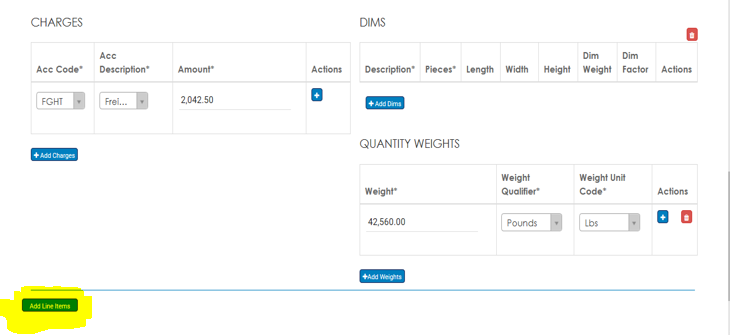 CHARGES
Acc Code*
Acc Description*
Amount*
Actions
FGHT
Frei...
2,042.50
+ Add Charges
DIMS
Description*
Pieces*
Length
Width
Height
Dim Weight
Dim Factor
Actions
+ Add Dims
QUANTITY WEIGHTS
Weight*
Weight Qualifier*
Weight Unit Code*
Actions
42,560.00
Pounds
Lbs
+Add Weights
Add Line Items